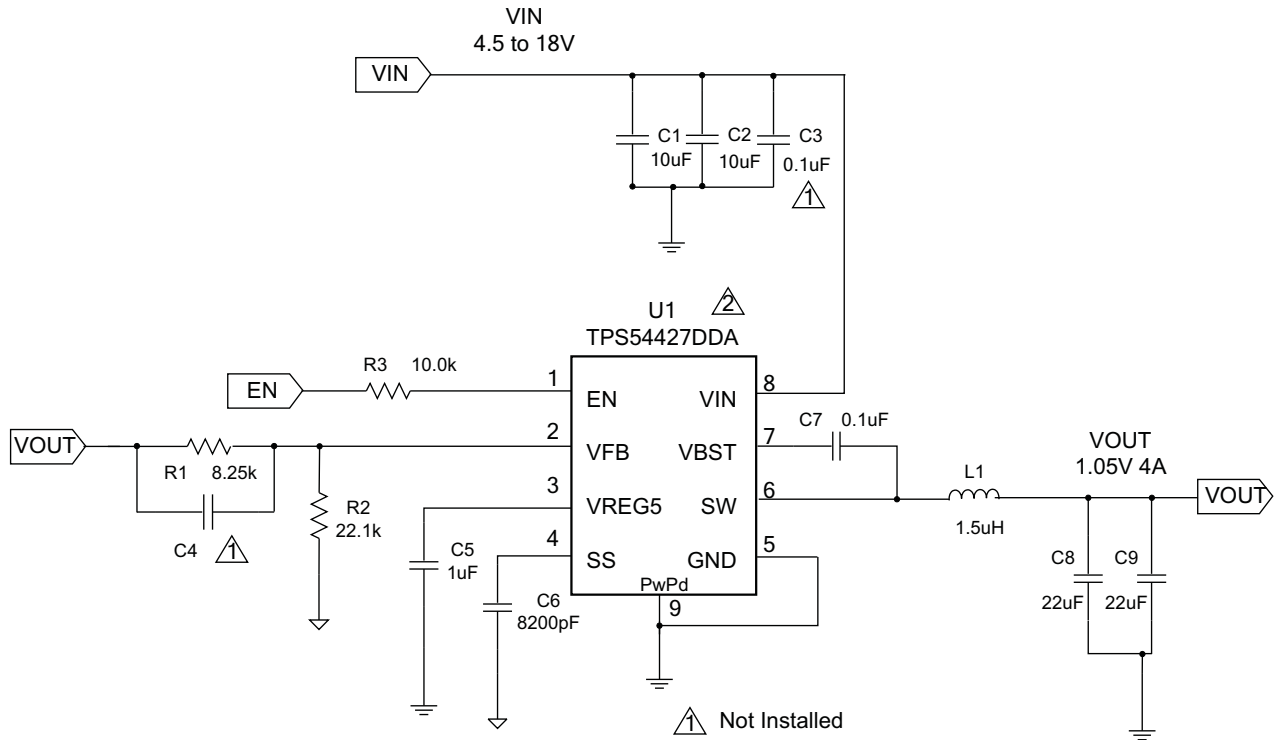 VIN
4.5 to 18V
VIN
C1
10uF
C2
10uF
C3
0.1uF
1
U1
2
TPS54427DDA
R3 10.0k
EN
1
EN
VIN
8
C7
0.1uF
VOUT
R1 8.25k
2
VFB
VBST
7
C4
1
R2
22.1k
3
VREG5
SW
6
L1
1.5uH
VOUT
1.05V 4A
VOUT
C5
1uF
4
SS
GND
5
C6
8200pF
PwPd
9
C8
22uF
C9
22uF
1 Not Installed